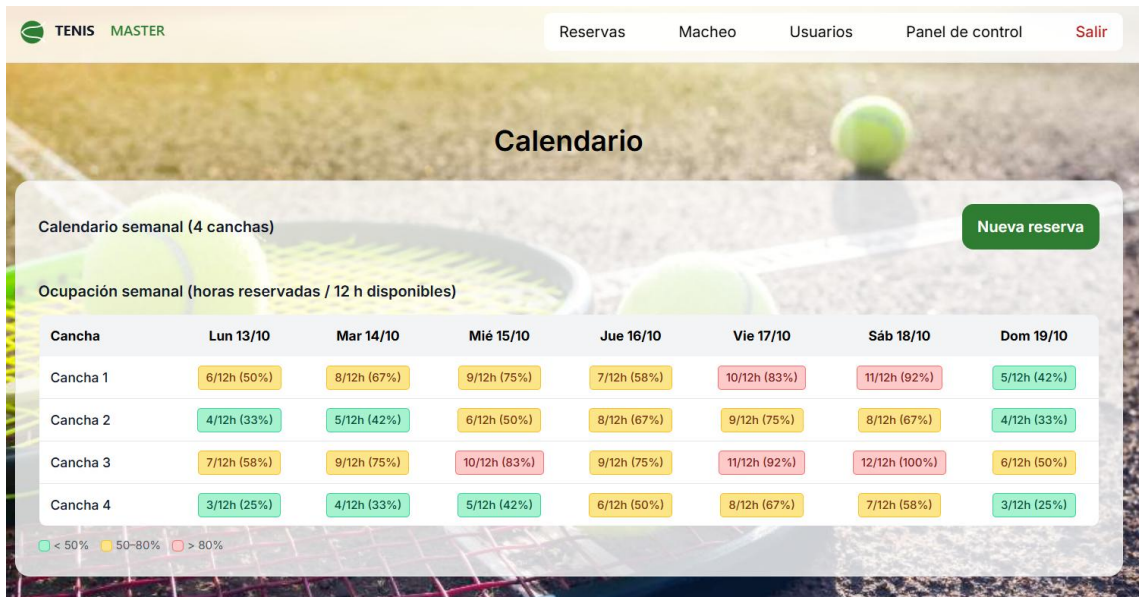 TENIS MASTER Reservas Macheo Usuarios Panel de control Salir
Calendario
Calendario semanal (4 canchas) Nueva reserva
Ocupación semanal (horas reservadas / 12 h disponibles)
Cancha Lun 13/10 Mar 14/10 Mié 15/10 Jue 16/10 Vie 17/10 Sáb 18/10 Dom 19/10
Cancha 1 6/12h (50%) 8/12h (67%) 9/12h (75%) 7/12h (58%) 10/12h (83%) 11/12h (92%) 5/12h (42%)
Cancha 2 4/12h (33%) 5/12h (42%) 6/12h (50%) 8/12h (67%) 9/12h (75%) 8/12h (67%) 4/12h (33%)
Cancha 3 7/12h (58%) 9/12h (75%) 10/12h (83%) 9/12h (75%) 11/12h (92%) 12/12h (100%) 6/12h (50%)
Cancha 4 3/12h (25%) 4/12h (33%) 5/12h (42%) 6/12h (50%) 8/12h (67%) 7/12h (58%) 3/12h (25%)
< 50% 50–80% > 80%